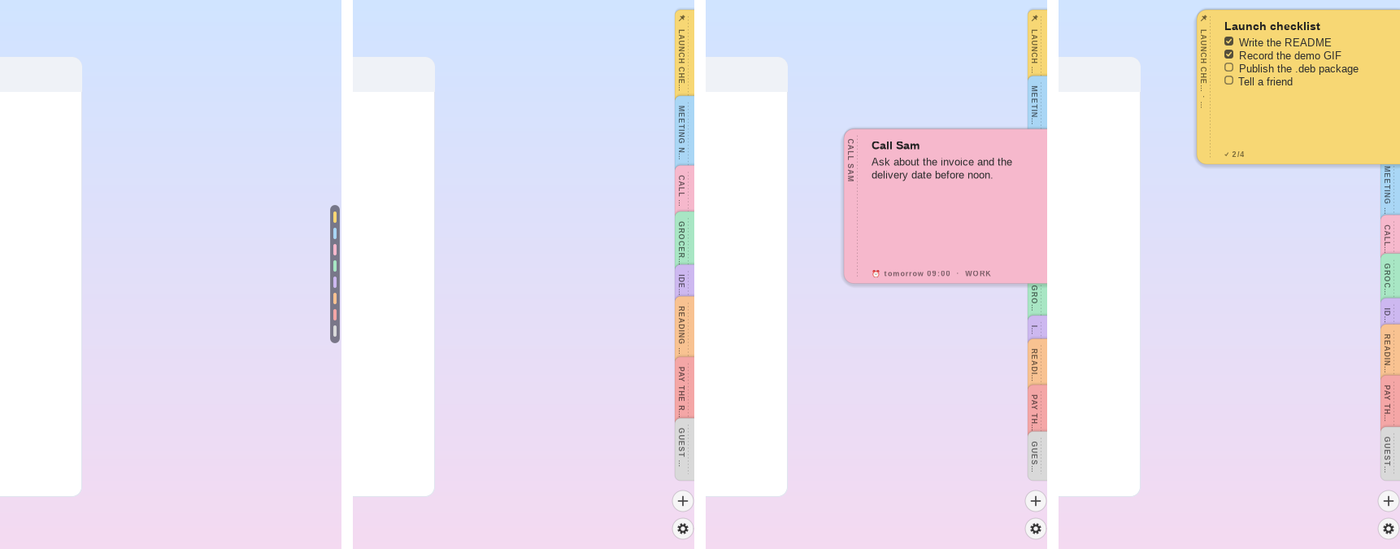 LAUNCH CHE...
MEETING N...
CALL ...
GROCER...
IDE...
READING ...
PAY THE R...
GUEST ...
LAUNCH ...
MEETIN...
CALL SAM
Call Sam
Ask about the invoice and the
delivery date before noon.
⏰ tomorrow 09:00 · WORK
GRO...
I...
READI...
PAY TH...
GUES...
LAUNCH CHE... · ...
Launch checklist
Write the README
Record the demo GIF
Publish the .deb package
Tell a friend
✓ 2/4
MEETING ...
CALL...
GROC...
ID...
READIN...
PAY TH...
GUEST...